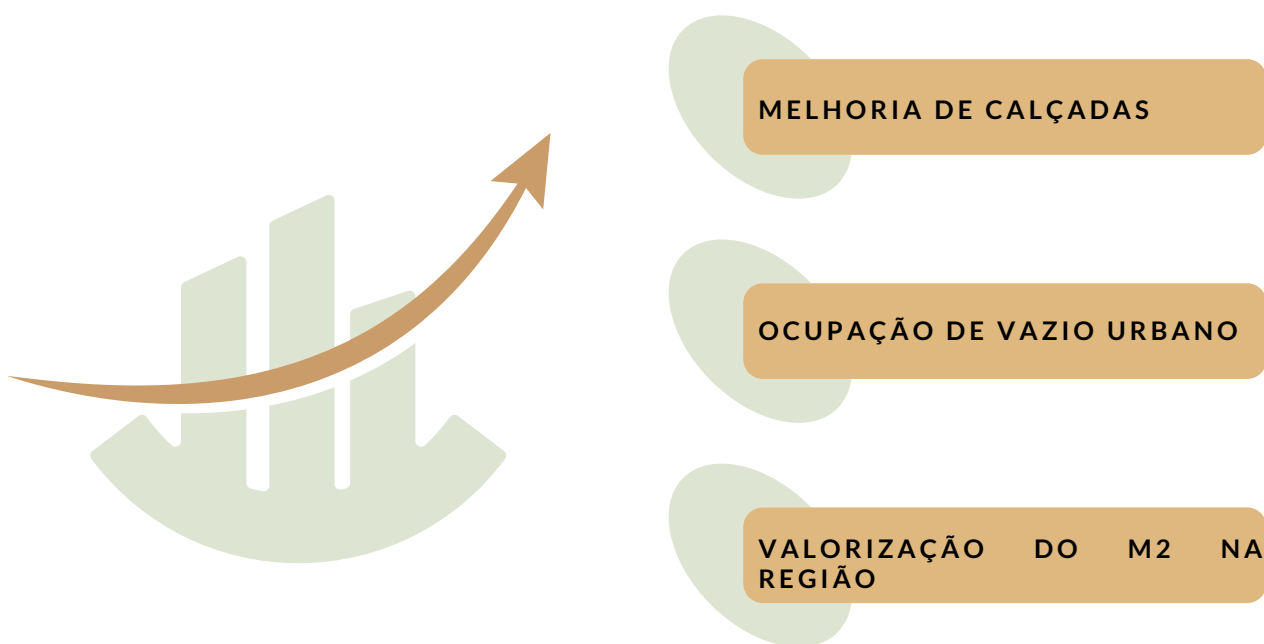 MELHORIA DE CALÇADAS
OCUPAÇÃO DE VAZIO URBANO
VALORIZAÇÃO DO M2 NA
REGIÃO